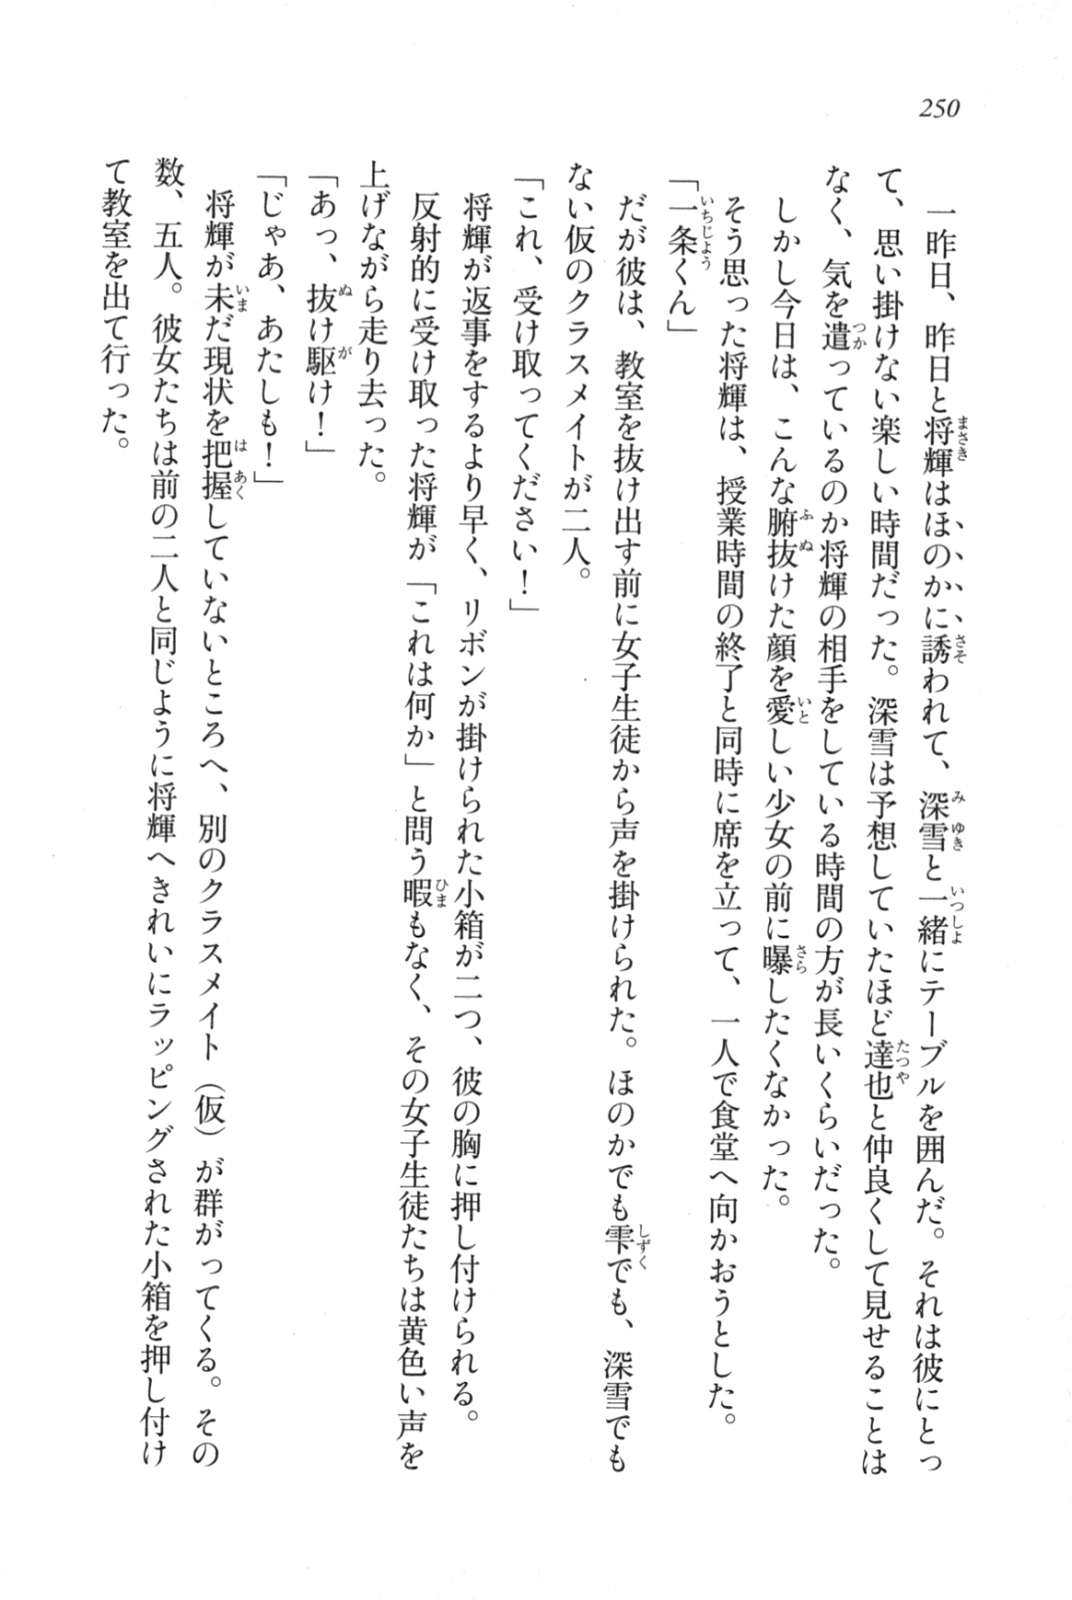 250
一昨日、昨日と将輝はほのかに誘われて、深雪と一緒にテーブルを囲んだ。それは彼にとっ
て、思い掛けない楽しい時間だった。深雪は予想していたほど達也と仲良くして見せることは
なく、気を遣っているのか将輝の相手をしている時間の方が長いくらいだった。
しかし今日は、こんな腑抜けた顔を愛しい少女の前に曝したくなかった。
そう思った将輝は、授業時間の終了と同時に席を立って、一人で食堂へ向かおうとした。
「一条くん」
だが彼は、教室を抜け出す前に女子生徒から声を掛けられた。ほのかでも雫でも、深雪でも
ない仮のクラスメイトが二人。
「これ、受け取ってください！」
将輝が返事をするより早く、リボンが掛けられた小箱が二つ、彼の胸に押し付けられる。
反射的に受け取った将輝が「これは何か」と問う暇もなく、その女子生徒たちは黄色い声を
上げながら走り去った。
「あっ、抜け駆け！」
「じゃあ、あたしも！」
将輝が未だ現状を把握していないところへ、別のクラスメイト（仮）が群がってくる。その
数、五人。彼女たちは前の二人と同じように将輝へきれいにラッピングされた小箱を押し付け
て教室を出て行った。